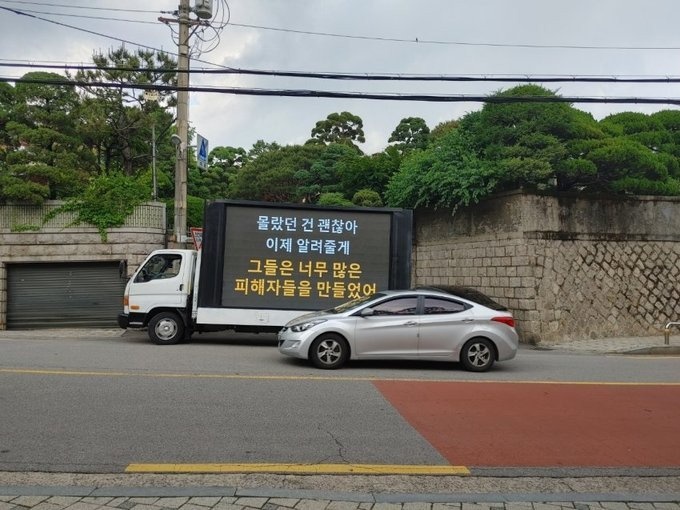 몰랐던 건 괜찮아
이제 알려줄게
그들은 너무 많은
피해자들을 만들었어